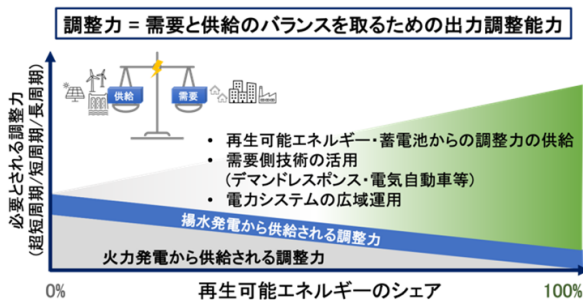 調整力 = 需要と供給のバランスを取るための出力調整能力
必要とされる調整力
(超短周期/短周期/長周期)
供給
需要
• 再生可能エネルギー・蓄電池からの調整力の供給
• 需要側技術の活用
(デマンドレスポンス・電気自動車等)
• 電力システムの広域運用
揚水発電から供給される調整力
火力発電から供給される調整力
0%
再生可能エネルギーのシェア
100%